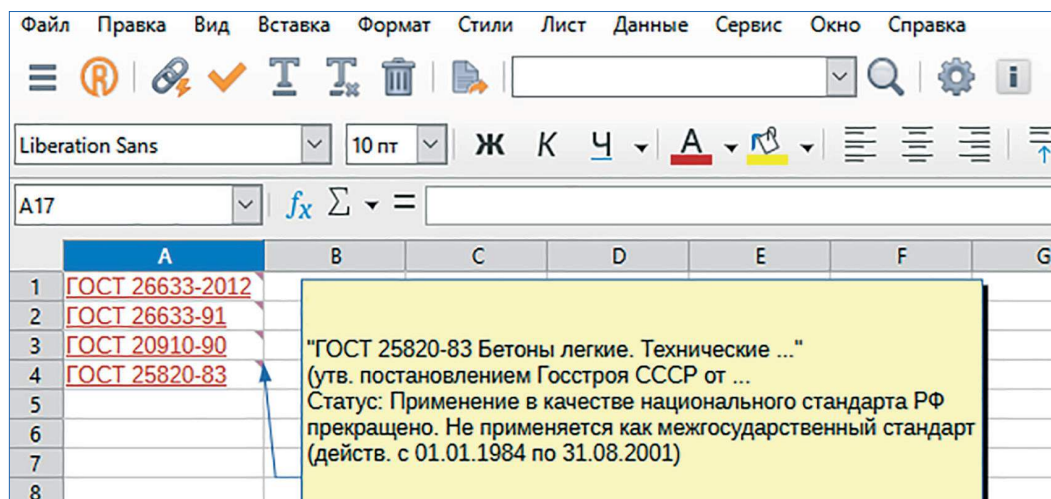 Файл Правка Вид Вставка Формат Стили Лист Данные Сервис Окно Справка
Liberation Sans 10 пт Ж К Ч А
A17 fx Σ =
A B C D E F G
1 ГОСТ 26633-2012
2 ГОСТ 26633-91
3 ГОСТ 20910-90
4 ГОСТ 25820-83
5
6
7
8
"ГОСТ 25820-83 Бетоны легкие. Технические ..."
(утв. постановлением Госстроя СССР от ...
Статус: Применение в качестве национального стандарта РФ
прекращено. Не применяется как межгосударственный стандарт
(действ. с 01.01.1984 по 31.08.2001)